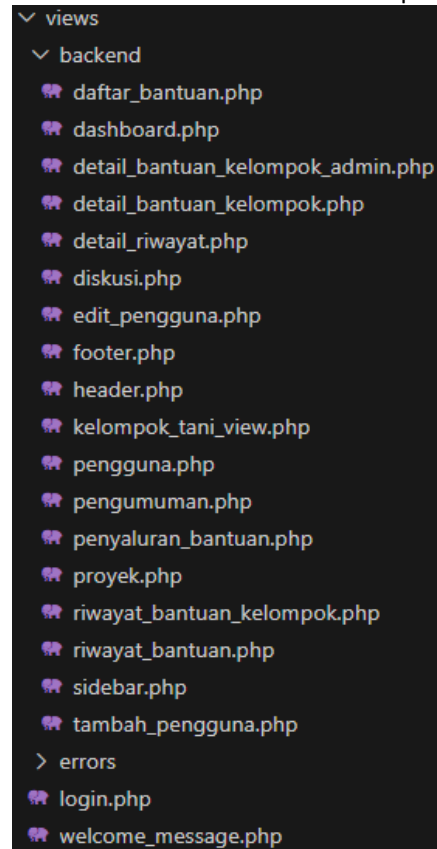 views
backend
daftar_bantuan.php
dashboard.php
detail_bantuan_kelompok_admin.php
detail_bantuan_kelompok.php
detail_riwayat.php
diskusi.php
edit_pengguna.php
footer.php
header.php
kelompok_tani_view.php
pengguna.php
pengumuman.php
penyaluran_bantuan.php
proyek.php
riwayat_bantuan_kelompok.php
riwayat_bantuan.php
sidebar.php
tambah_pengguna.php
errors
login.php
welcome_message.php